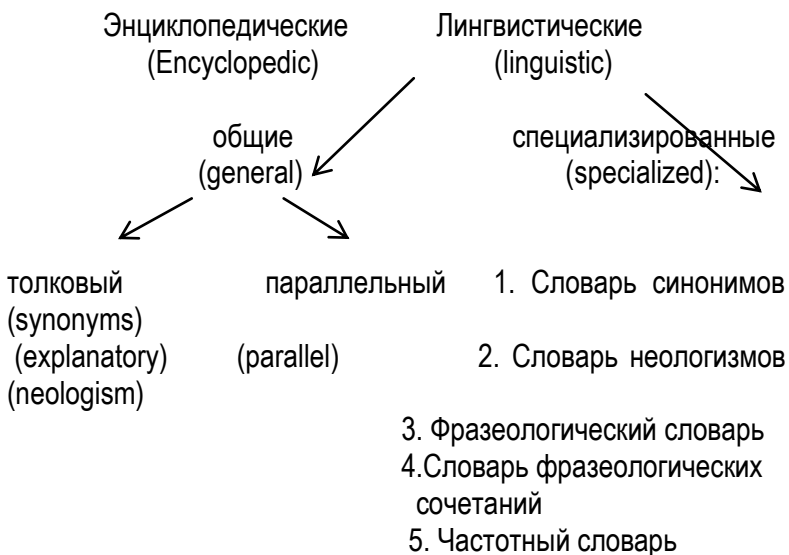 Энциклопедические Лингвистические
(Encyclopedic) (linguistic)
общие специализированные
(general) (specialized):
толковый параллельный 1. Словарь синонимов
(synonyms)
(explanatory) (parallel) 2. Словарь неологизмов
(neologism)
3. Фразеологический словарь
4.Словарь фразеологических
сочетаний
5. Частотный словарь